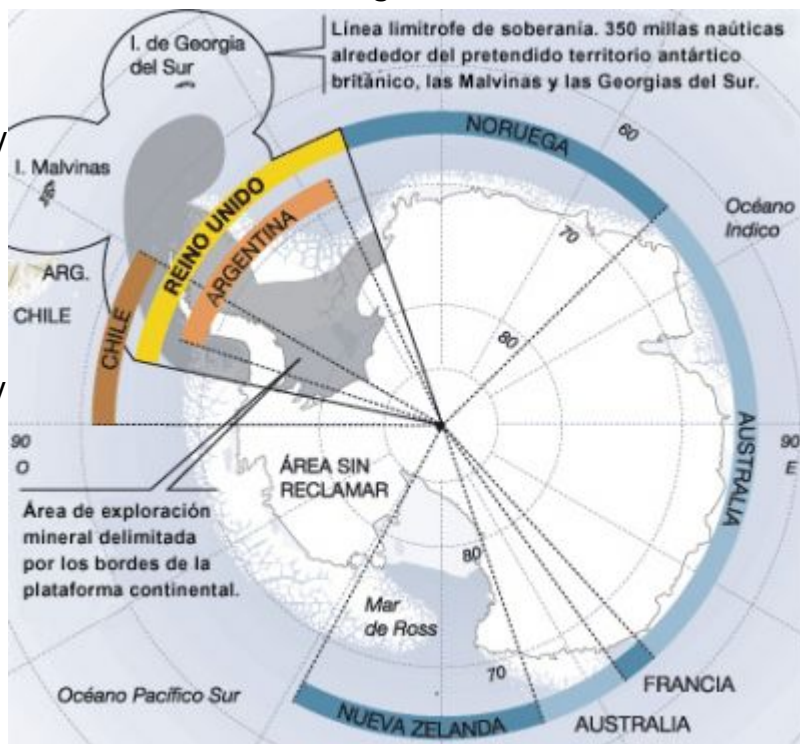 I. de Georgia
del Sur
Línea limítrofe de soberanía. 350 millas naúticas
alrededor del pretendido territorio antártico
británico, las Malvinas y las Georgias del Sur.
NORUEGA
60
I. Malvinas
REINO UNIDO
ARGENTINA
70
Océano
Indico
ARG.
CHILE
CHILE
80
90
O
ÁREA SIN
RECLAMAR
AUSTRALIA
90
E
Área de exploración
mineral delimitada
por los bordes de la
plataforma continental.
80
Mar
de Ross
70
Océano Pacífico Sur
NUEVA ZELANDA
FRANCIA
AUSTRALIA